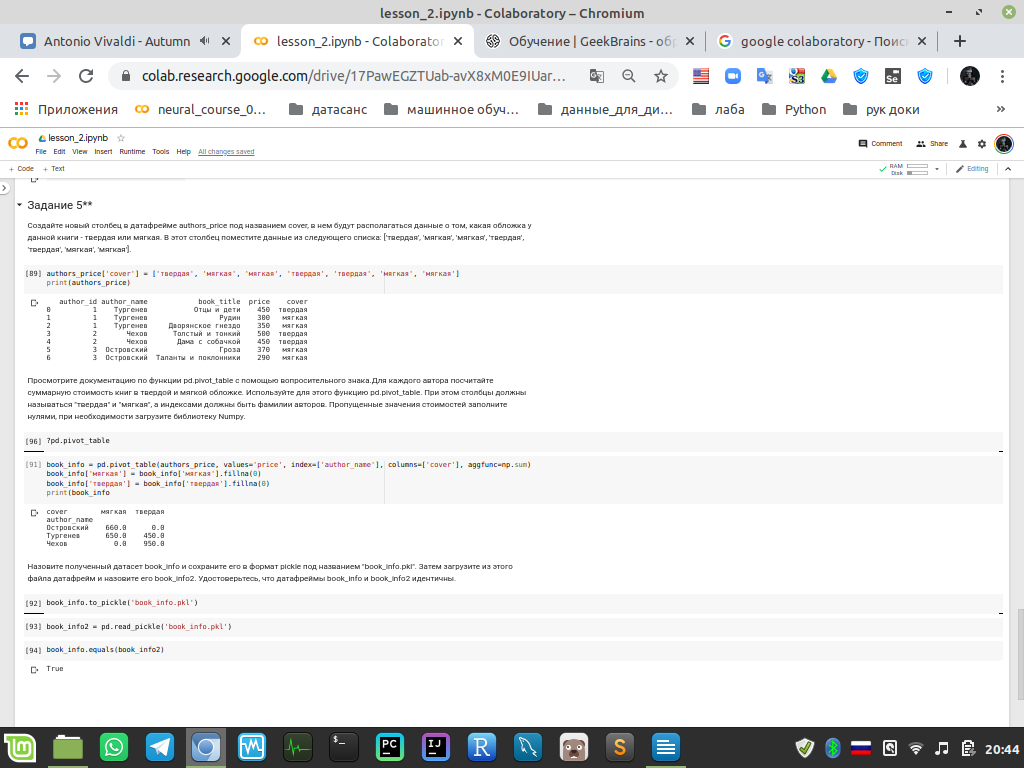 lesson_2.ipynb - Colaboratory – Chromium
Antonio Vivaldi - Autumn
lesson_2.ipynb - Colaborator
Обучение | GeekBrains - обр
google colaboratory - Поис
colab.research.google.com/drive/17PawEGZTUab-avX8xM0E9IUar…
Приложения
neural_course_0…
датасанс
машинное обуч…
данные_для_ди…
лаба
Python
рук доки
lesson_2.ipynb
File Edit View Insert Runtime Tools Help All changes saved
Comment
Share
+ Code + Text
RAM
Disk
Editing
Задание 5**
Создайте новый столбец в датафрейме authors_price под названием cover, в нем будут располагаться данные о том, какая обложка у
данной книги - твердая или мягкая. В этот столбец поместите данные из следующего списка: ['твердая', 'мягкая', 'мягкая', 'твердая',
'твердая', 'мягкая', 'мягкая'].
[89] authors_price['cover'] = ['твердая', 'мягкая', 'мягкая', 'твердая', 'твердая', 'мягкая', 'мягкая']
print(authors_price)
author_id author_name book_title price cover
0 1 Тургенев Отцы и дети 450 твердая
1 1 Тургенев Рудин 300 мягкая
2 1 Тургенев Дворянское гнездо 350 мягкая
3 2 Чехов Толстый и тонкий 500 твердая
4 2 Чехов Дама с собачкой 450 твердая
5 3 Островский Гроза 370 мягкая
6 3 Островский Таланты и поклонники 290 мягкая
Просмотрите документацию по функции pd.pivot_table с помощью вопросительного знака.Для каждого автора посчитайте
суммарную стоимость книг в твердой и мягкой обложке. Используйте для этого функцию pd.pivot_table. При этом столбцы должны
называться "твердая" и "мягкая", а индексами должны быть фамилии авторов. Пропущенные значения стоимостей заполните
нулями, при необходимости загрузите библиотеку Numpy.
[96] ?pd.pivot_table
[91] book_info = pd.pivot_table(authors_price, values='price', index=['author_name'], columns=['cover'], aggfunc=np.sum)
book_info['мягкая'] = book_info['мягкая'].fillna(0)
book_info['твердая'] = book_info['твердая'].fillna(0)
print(book_info
cover мягкая твердая
author_name
Островский 660.0 0.0
Тургенев 650.0 450.0
Чехов 0.0 950.0
Назовите полученный датасет book_info и сохраните его в формат pickle под названием "book_info.pkl". Затем загрузите из этого
файла датафрейм и назовите его book_info2. Удостоверьтесь, что датафреймы book_info и book_info2 идентичны.
[92] book_info.to_pickle('book_info.pkl')
[93] book_info2 = pd.read_pickle('book_info.pkl')
[94] book_info.equals(book_info2)
True
20:44